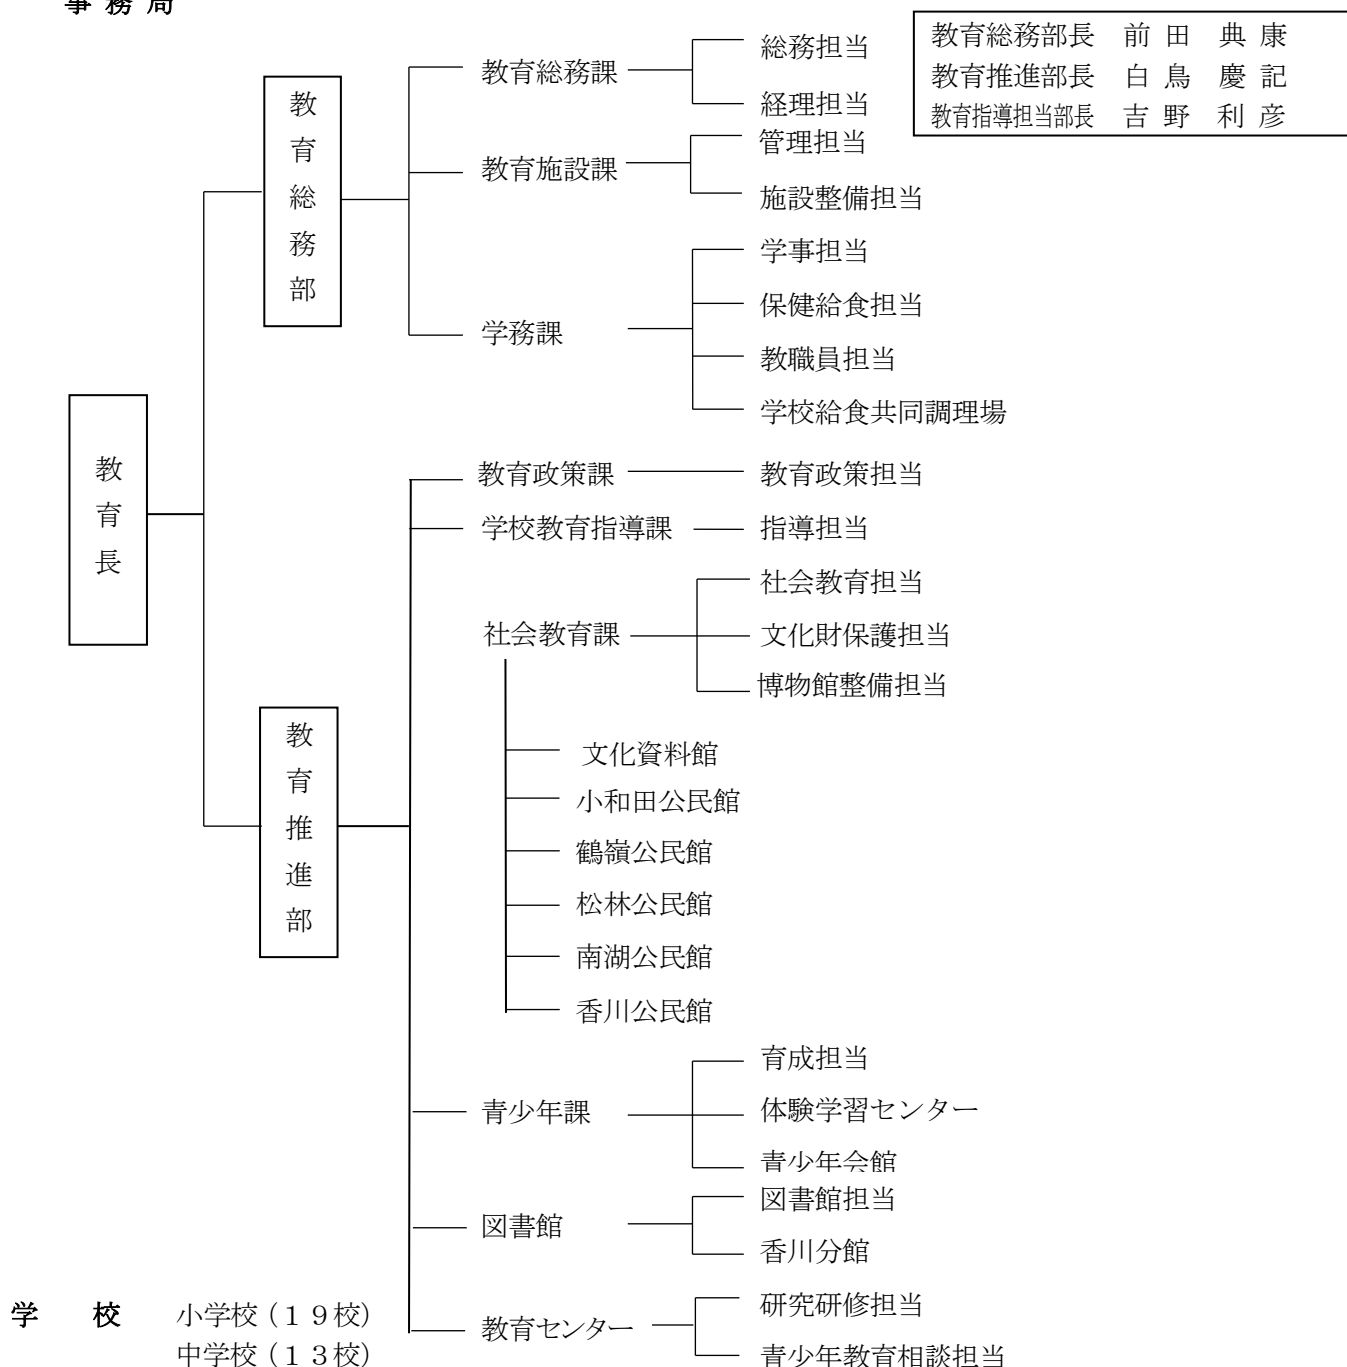 事務局
教育総務部長 前田 典康
教育推進部長 白鳥 慶記
教育指導担当部長 吉野 利彦
教育長
教育総務部
教育総務課
総務担当
経理担当
教育施設課
管理担当
施設整備担当
学務課
学事担当
保健給食担当
教職員担当
学校給食共同調理場
教育推進部
教育政策課
教育政策担当
学校教育指導課
指導担当
社会教育課
社会教育担当
文化財保護担当
博物館整備担当
文化資料館
小和田公民館
鶴嶺公民館
松林公民館
南湖公民館
香川公民館
青少年課
育成担当
体験学習センター
青少年会館
図書館
図書館担当
香川分館
教育センター
研究研修担当
青少年教育相談担当
学校 小学校(19校)
中学校(13校)